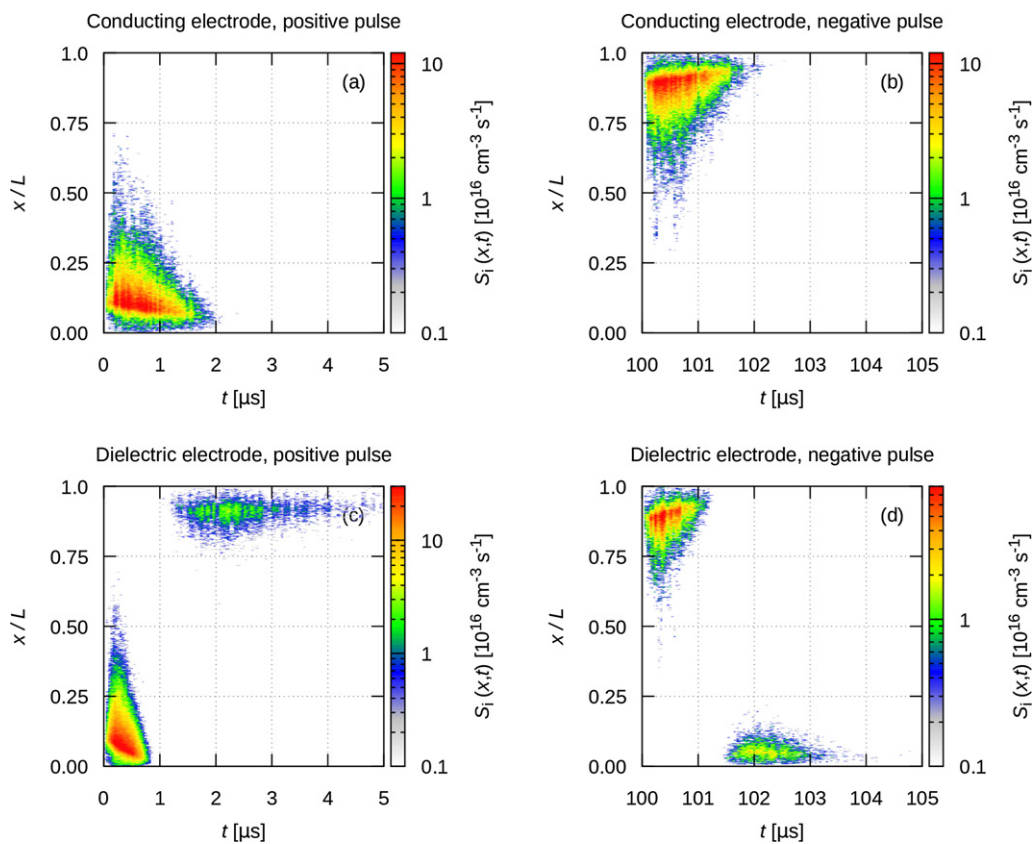 Conducting electrode, positive pulse
1.0
0.75
0.50
0.25
0.00
x / L
(a)
0 1 2 3 4 5
t [µs]
10
1
0.1
Si (x,t) [10^16 cm^-3 s^-1]
Conducting electrode, negative pulse
1.0
0.75
0.50
0.25
0.00
x / L
(b)
100 101 102 103 104 105
t [µs]
10
1
0.1
Si (x,t) [10^16 cm^-3 s^-1]
Dielectric electrode, positive pulse
1.0
0.75
0.50
0.25
0.00
x / L
(c)
0 1 2 3 4 5
t [µs]
10
1
0.1
Si (x,t) [10^16 cm^-3 s^-1]
Dielectric electrode, negative pulse
1.0
0.75
0.50
0.25
0.00
x / L
(d)
100 101 102 103 104 105
t [µs]
1
0.1
Si (x,t) [10^16 cm^-3 s^-1]